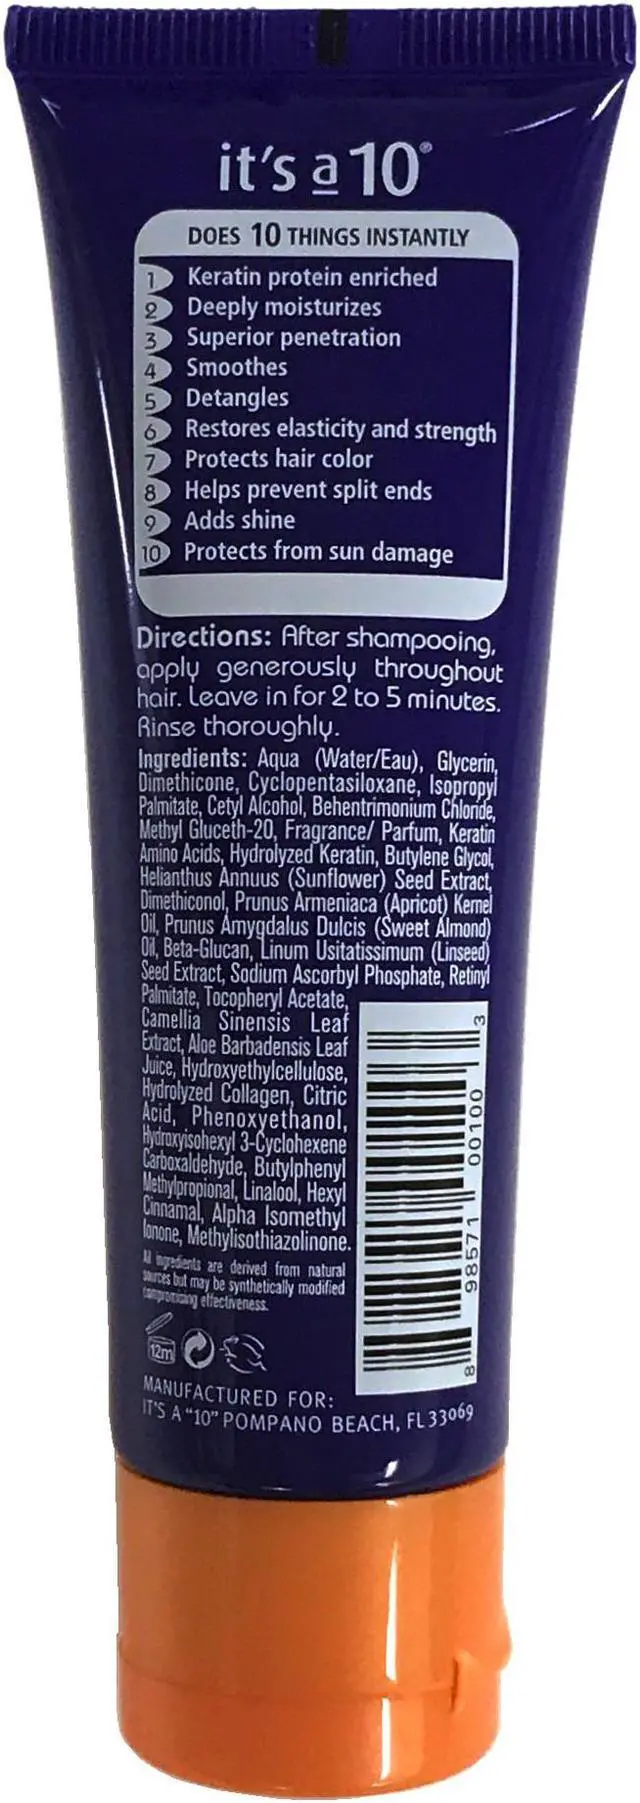 it's a 10®
DOES 10 THINGS INSTANTLY
1 Keratin protein enriched
2 Deeply moisturizes
3 Superior penetration
4 Smoothes
5 Detangles
6 Restores elasticity and strength
7 Protects hair color
8 Helps prevent split ends
9 Adds shine
10 Protects from sun damage
Directions: After shampooing,
apply generously throughout
hair. Leave in for 2 to 5 minutes.
Rinse thoroughly.
Ingredients: Aqua (Water/Eau), Glycerin,
Dimethicone, Cyclopentasiloxane, Isopropyl
Palmitate, Cetyl Alcohol, Behentrimonium Chloride,
Methyl Gluceth-20, Fragrance/ Parfum, Keratin
Amino Acids, Hydrolyzed Keratin, Butylene Glycol,
Helianthus Annuus (Sunflower) Seed Extract,
Dimethiconol, Prunus Armeniaca (Apricot) Kernel
Oil, Prunus Amygdalus Dulcis (Sweet Almond)
Oil, Beta-Glucan, Linum Usitatissimum (Linseed)
Seed Extract, Sodium Ascorbyl Phosphate, Retinyl
Palmitate, Tocopheryl Acetate,
Camellia Sinensis Leaf
Extract, Aloe Barbadensis Leaf
Juice, Hydroxyethylcellulose,
Hydrolyzed Collagen, Citric
Acid, Phenoxyethanol,
Hydroxyisohexyl 3-Cyclohexene
Carboxaldehyde, Butylphenyl
Methylpropional, Linalool, Hexyl
Cinnamal, Alpha Isomethyl
Ionone, Methylisothiazolinone.
All ingredients are derived from natural
sources but may be synthetically modified
compromising effectiveness.
12m
MANUFACTURED FOR:
IT'S A "10" POMPANO BEACH, FL 33069
8 98571 00100 3